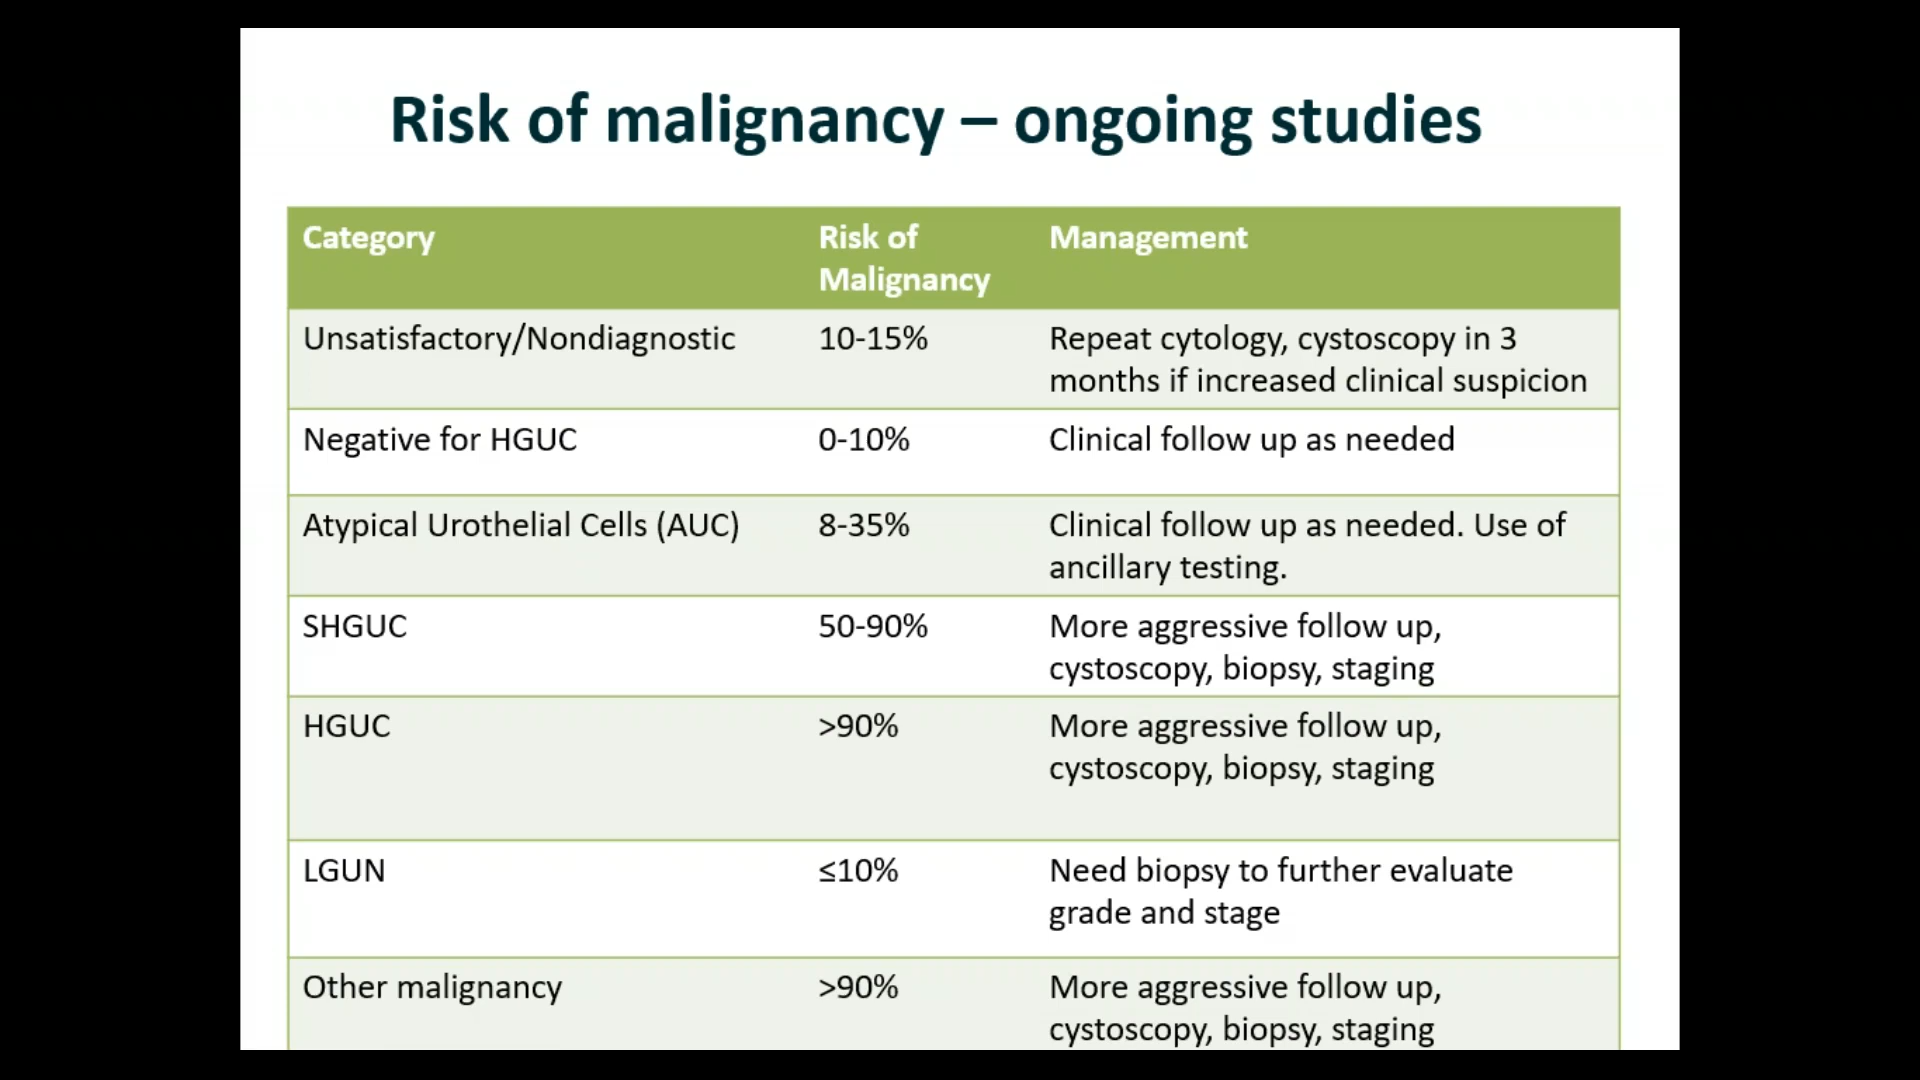 Risk of malignancy – ongoing studies
Category
Risk of
Malignancy
Management
Unsatisfactory/Nondiagnostic
10-15%
Repeat cytology, cystoscopy in 3
months if increased clinical suspicion
Negative for HGUC
0-10%
Clinical follow up as needed
Atypical Urothelial Cells (AUC)
8-35%
Clinical follow up as needed. Use of
ancillary testing.
SHGUC
50-90%
More aggressive follow up,
cystoscopy, biopsy, staging
HGUC
>90%
More aggressive follow up,
cystoscopy, biopsy, staging
LGUN
≤10%
Need biopsy to further evaluate
grade and stage
Other malignancy
>90%
More aggressive follow up,
cystoscopy, biopsy, staging